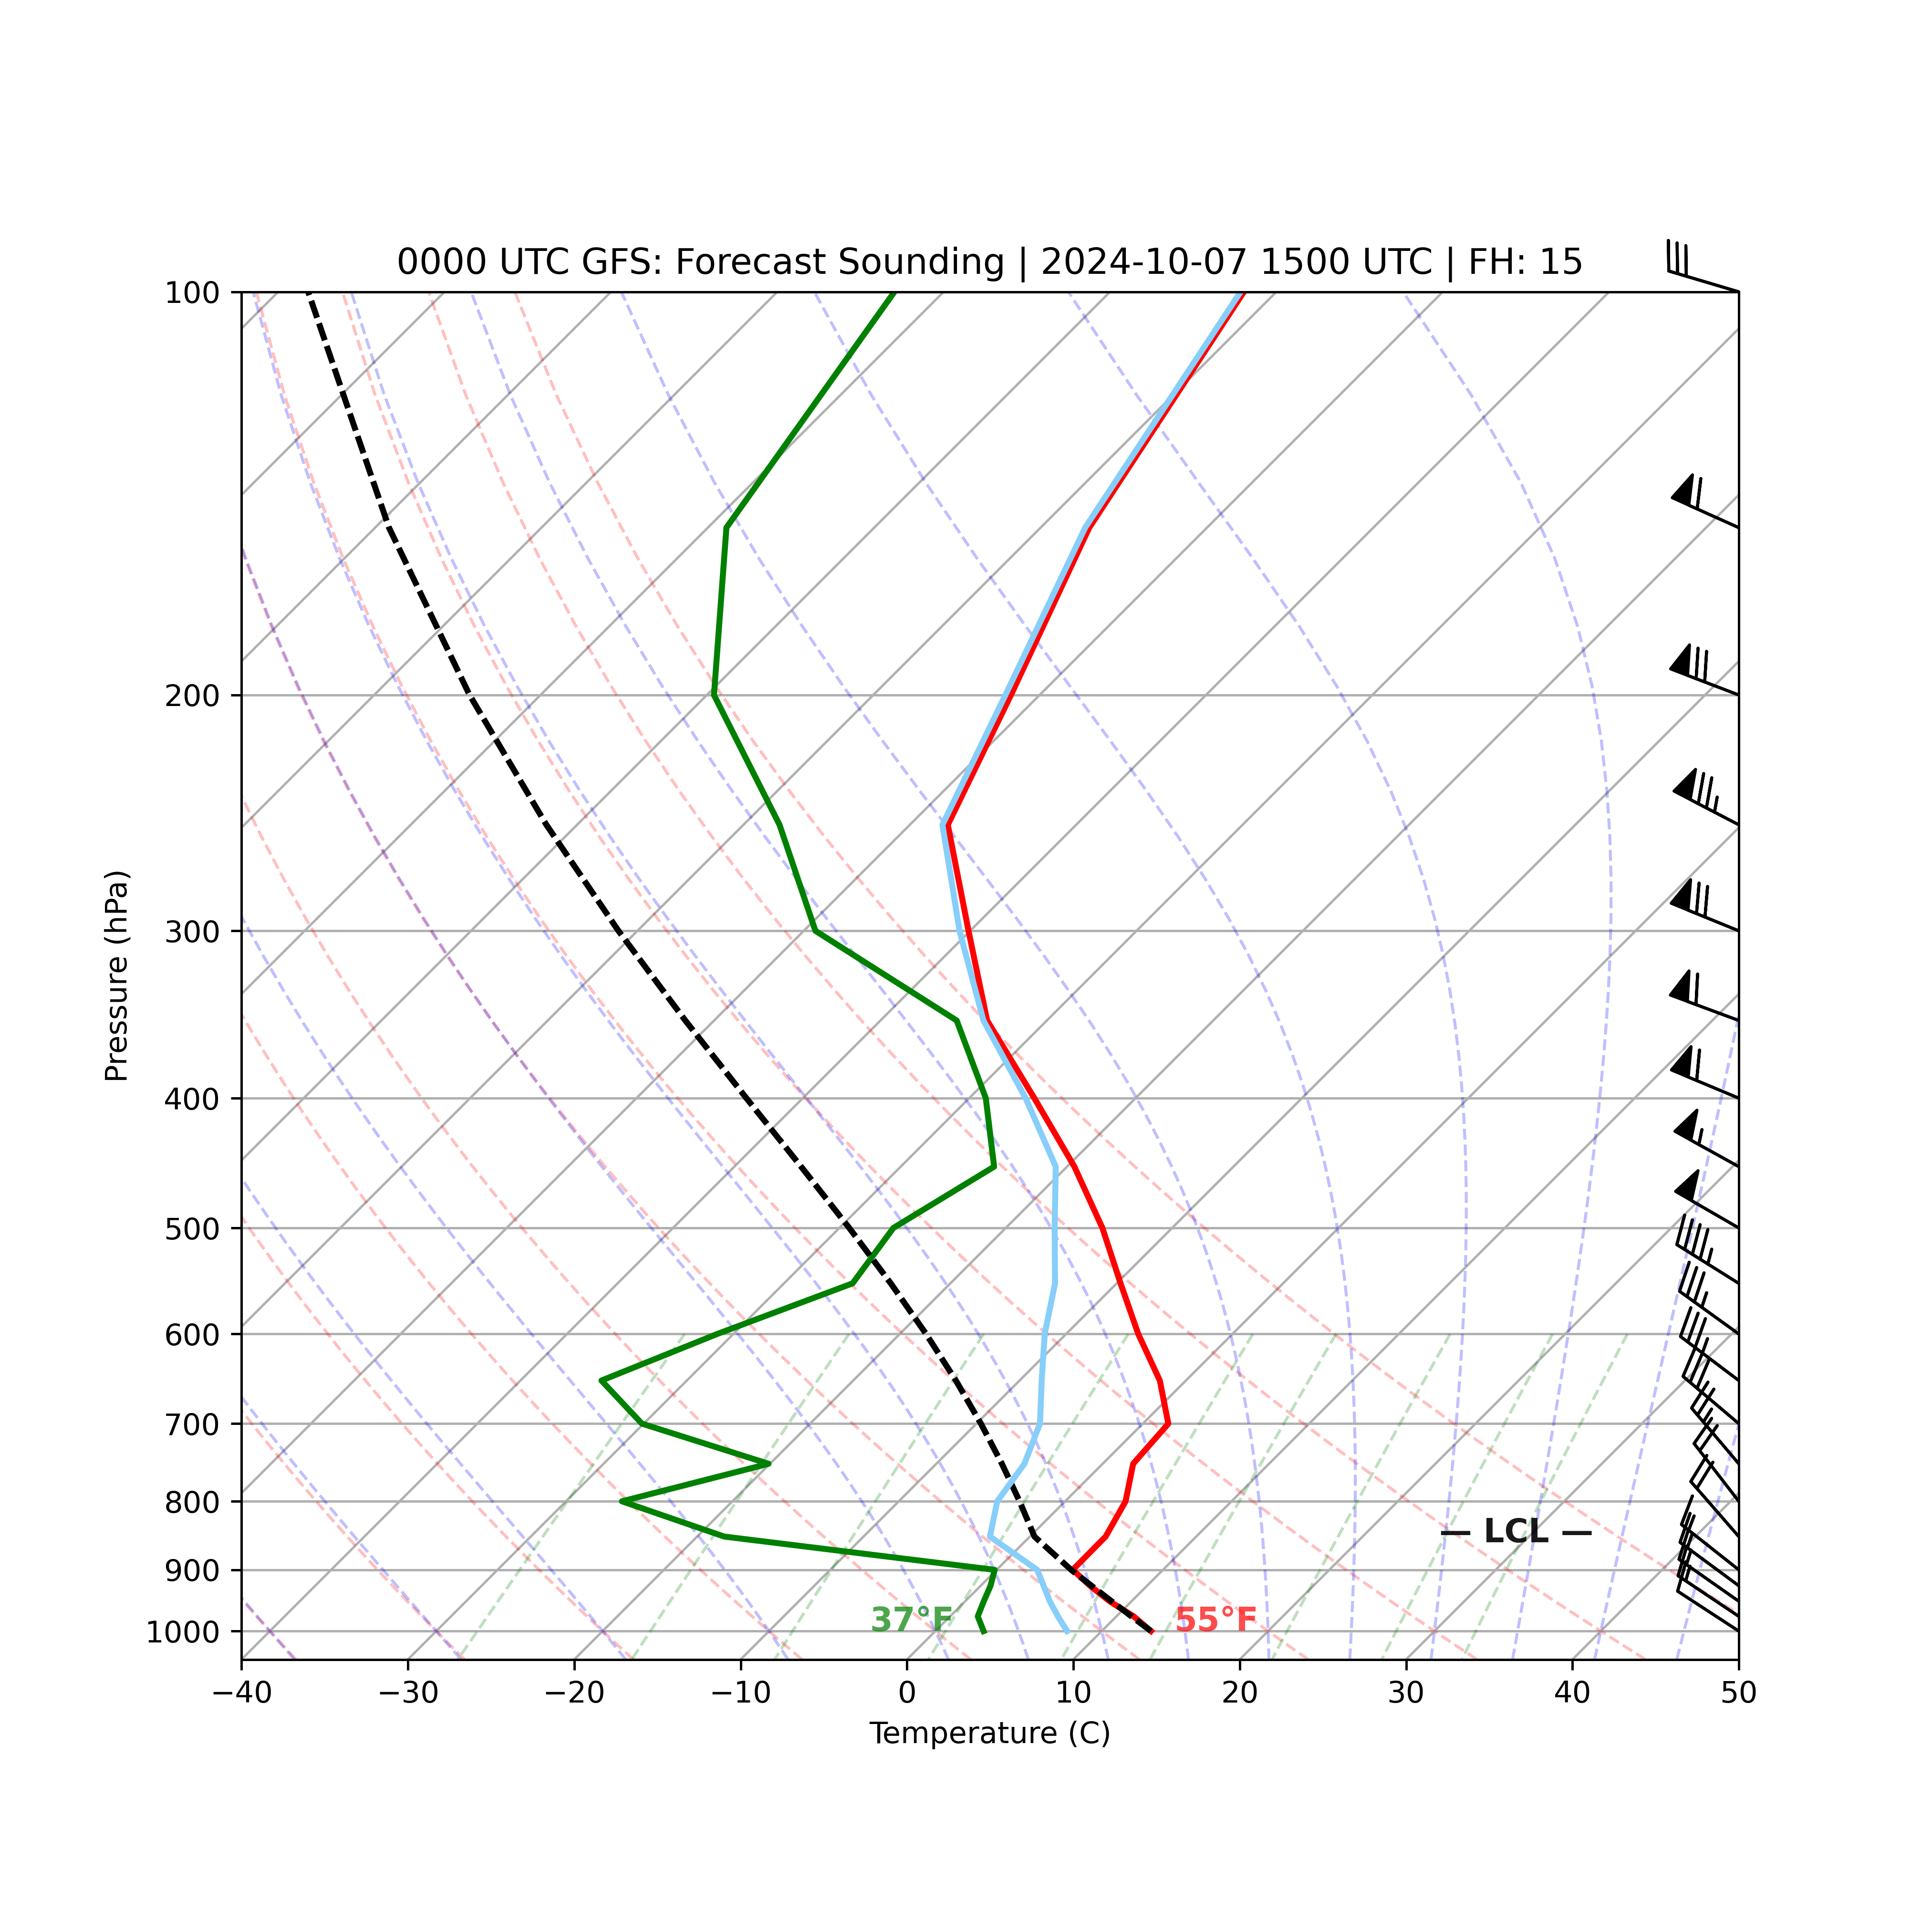 0000 UTC GFS: Forecast Sounding | 2024-10-07 1500 UTC | FH: 15
100
200
300
400
500
600
700
800
900
1000
Pressure (hPa)
— LCL —
37°F
55°F
−40 −30 −20 −10 0 10 20 30 40 50
Temperature (C)